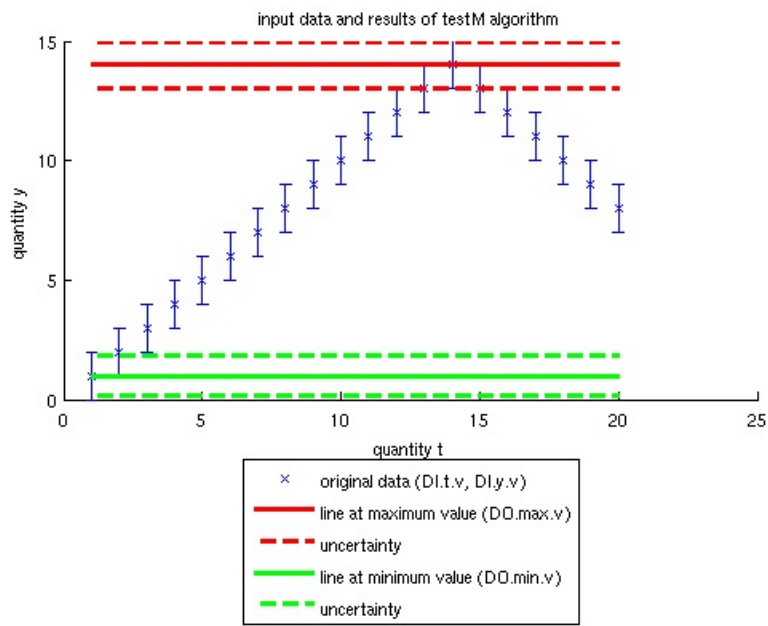 input data and results of testM algorithm
15
10
5
0
quantity y
0 5 10 15 20 25
quantity t
original data (DI.t.v, DI.y.v)
line at maximum value (DO.max.v)
uncertainty
line at minimum value (DO.min.v)
uncertainty